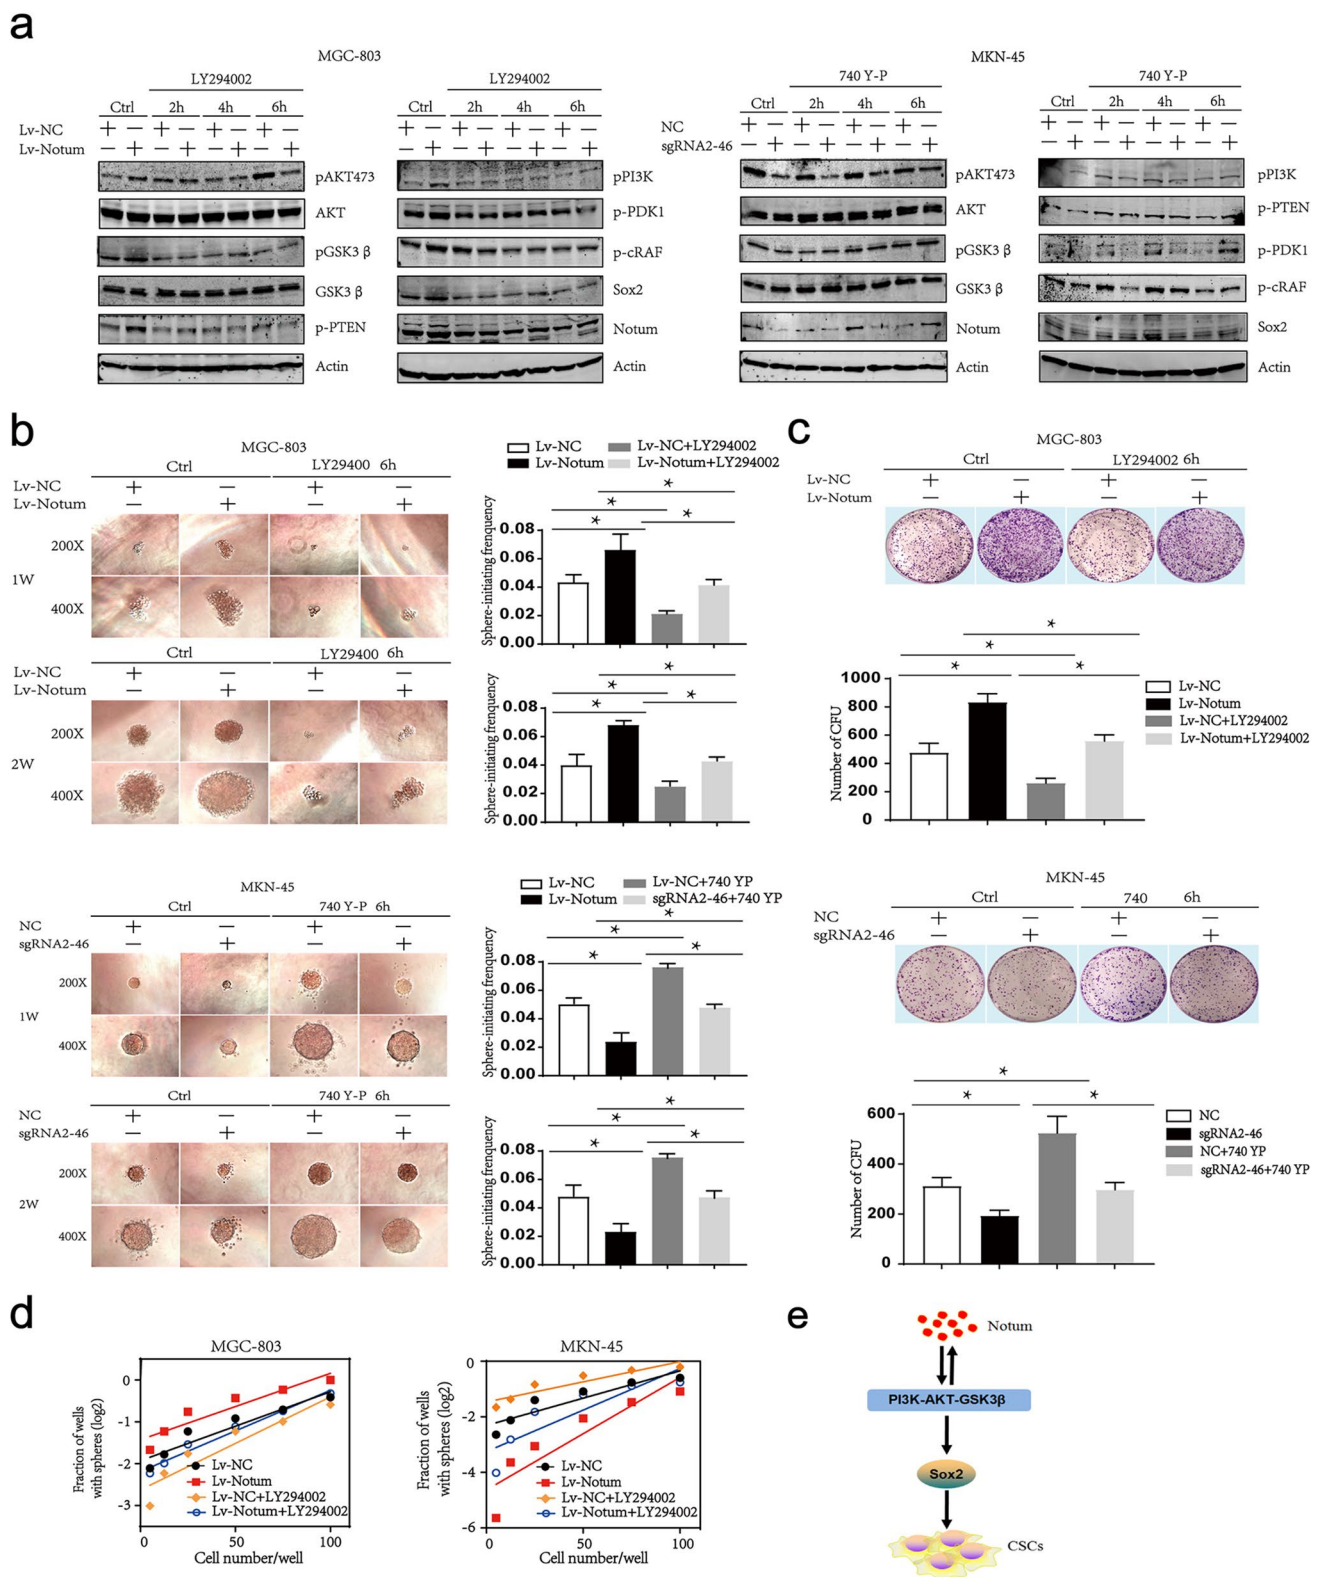 a
MGC-803
LY294002 LY294002
Ctrl 2h 4h 6h Ctrl 2h 4h 6h
Lv-NC + − + − + − + − + − + − + − + −
Lv-Notum − + − + − + − + − + − + − + − +
pAKT473 pPI3K
AKT p-PDK1
pGSK3 β p-cRAF
GSK3 β Sox2
p-PTEN Notum
Actin Actin
MKN-45
740 Y-P 740 Y-P
Ctrl 2h 4h 6h Ctrl 2h 4h 6h
NC + − + − + − + − + − + − + − + −
sgRNA2-46 − + − + − + − + − + − + − + − +
pAKT473 pPI3K
AKT p-PTEN
pGSK3 β p-PDK1
GSK3 β p-cRAF
Notum Sox2
Actin Actin
b
MGC-803
Ctrl LY29400 6h
Lv-NC + − + −
Lv-Notum − + − +
200X
1W
400X
Ctrl LY29400 6h
Lv-NC + − + −
Lv-Notum − + − +
200X
2W
400X
Lv-NC Lv-NC+LY294002
Lv-Notum Lv-Notum+LY294002
Sphere-initiating frenquency
0.08
0.06
0.04
0.02
0.00
* * * *
Sphere-initiating frenquency
0.08
0.06
0.04
0.02
0.00
* * * *
MKN-45
Ctrl 740 Y-P 6h
NC + − + −
sgRNA2-46 − + − +
200X
1W
400X
Ctrl 740 Y-P 6h
NC + − + −
sgRNA2-46 − + − +
200X
2W
400X
Lv-NC Lv-NC+740 YP
Lv-Notum sgRNA2-46+740 YP
Sphere-initiating frenquency
0.08
0.06
0.04
0.02
0.00
* * * *
Sphere-initiating frenquency
0.08
0.06
0.04
0.02
0.00
* * * *
c
MGC-803
Ctrl LY294002 6h
Lv-NC + − + −
Lv-Notum − + − +
Number of CFU
1000
800
600
400
200
0
* * * *
Lv-NC
Lv-Notum
Lv-NC+LY294002
Lv-Notum+LY294002
MKN-45
Ctrl 740 6h
NC + − + −
sgRNA2-46 − + − +
Number of CFU
600
400
200
0
* * *
NC
sgRNA2-46
NC+740 YP
sgRNA2-46+740 YP
d
MGC-803
Fraction of wells
with spheres (log2)
0
-1
-2
-3
Lv-NC
Lv-Notum
Lv-NC+LY294002
Lv-Notum+LY294002
0 50 100
Cell number/well
MKN-45
Fraction of wells
with spheres (log2)
0
-2
-4
-6
Lv-NC
Lv-Notum
Lv-NC+LY294002
Lv-Notum+LY294002
0 50 100
Cell number/well
e
Notum
PI3K-AKT-GSK3β
Sox2
CSCs